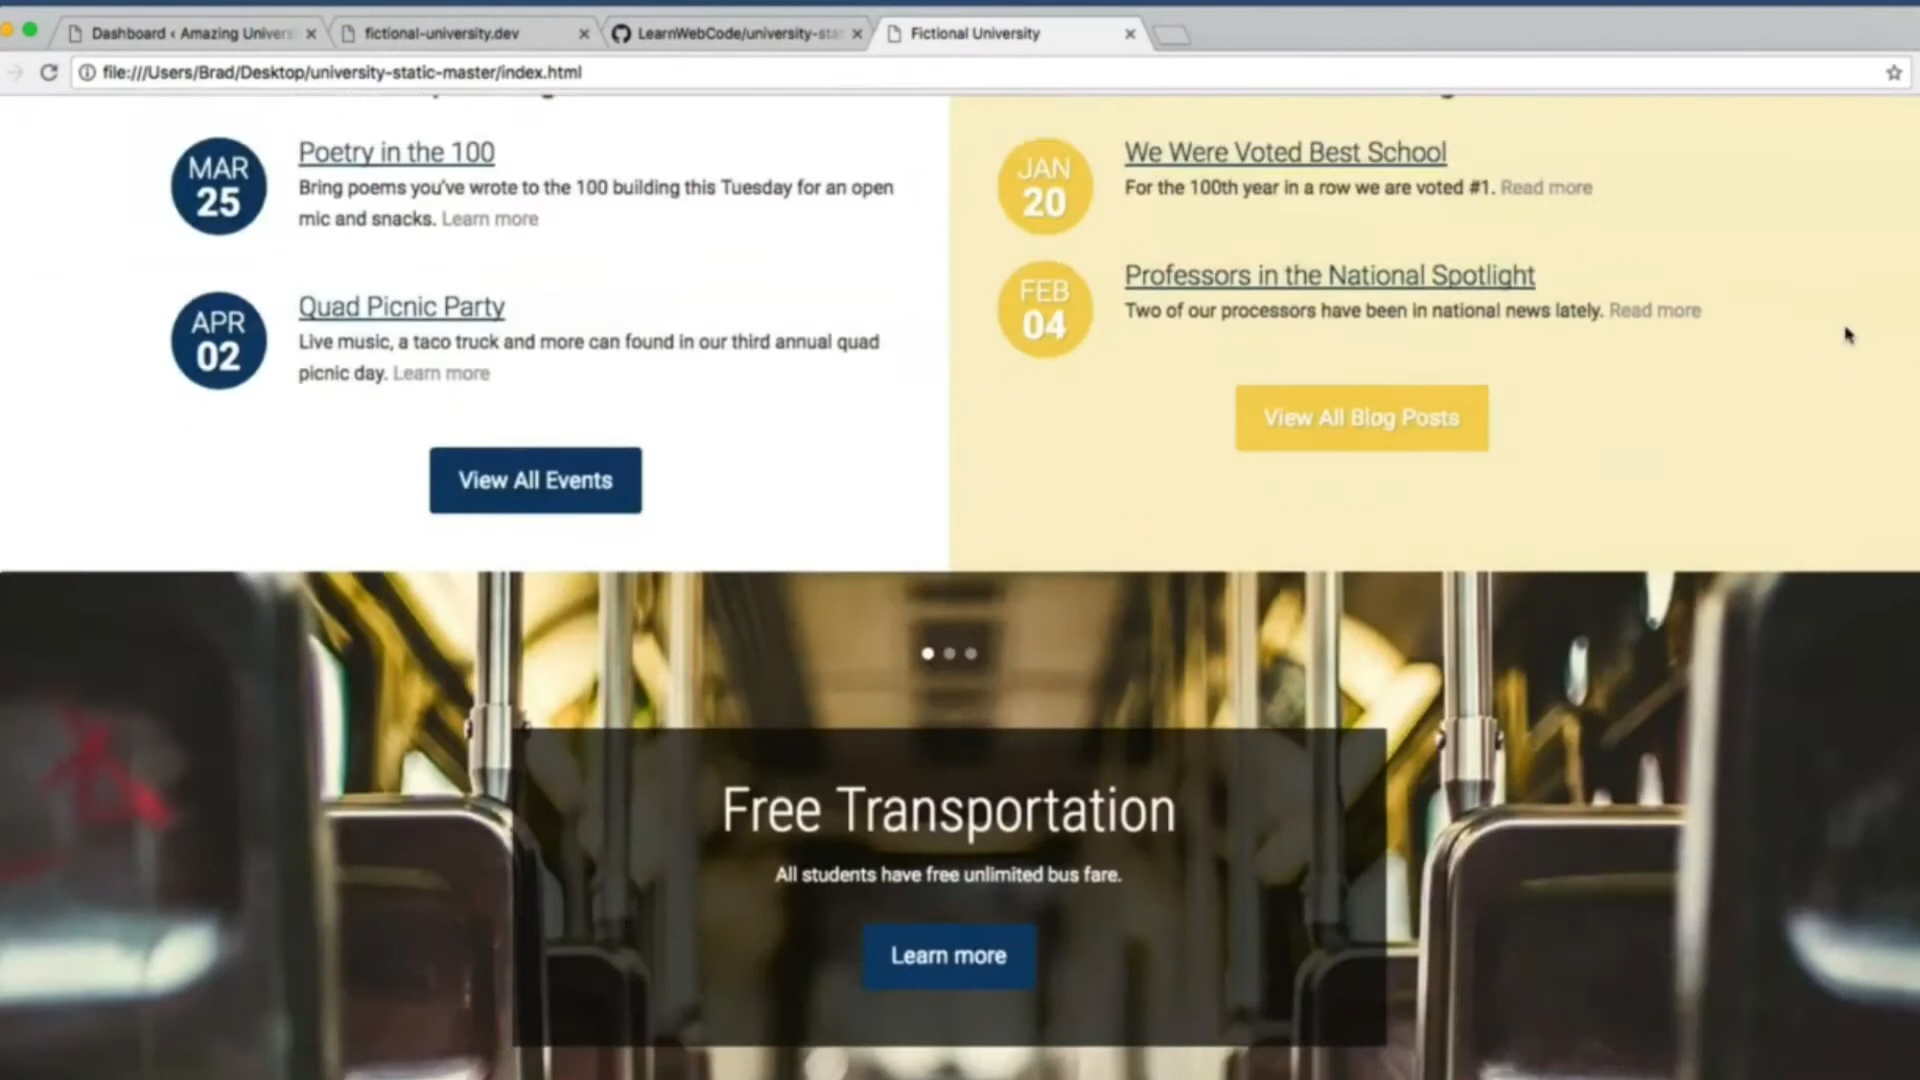 Dashboard ‹ Amazing Univers
fictional-university.dev
LearnWebCode/university-stat
Fictional University
file:///Users/Brad/Desktop/university-static-master/index.html
MAR
25
Poetry in the 100
Bring poems you've wrote to the 100 building this Tuesday for an open
mic and snacks. Learn more
APR
02
Quad Picnic Party
Live music, a taco truck and more can found in our third annual quad
picnic day. Learn more
View All Events
JAN
20
We Were Voted Best School
For the 100th year in a row we are voted #1. Read more
FEB
04
Professors in the National Spotlight
Two of our processors have been in national news lately. Read more
View All Blog Posts
Free Transportation
All students have free unlimited bus fare.
Learn more